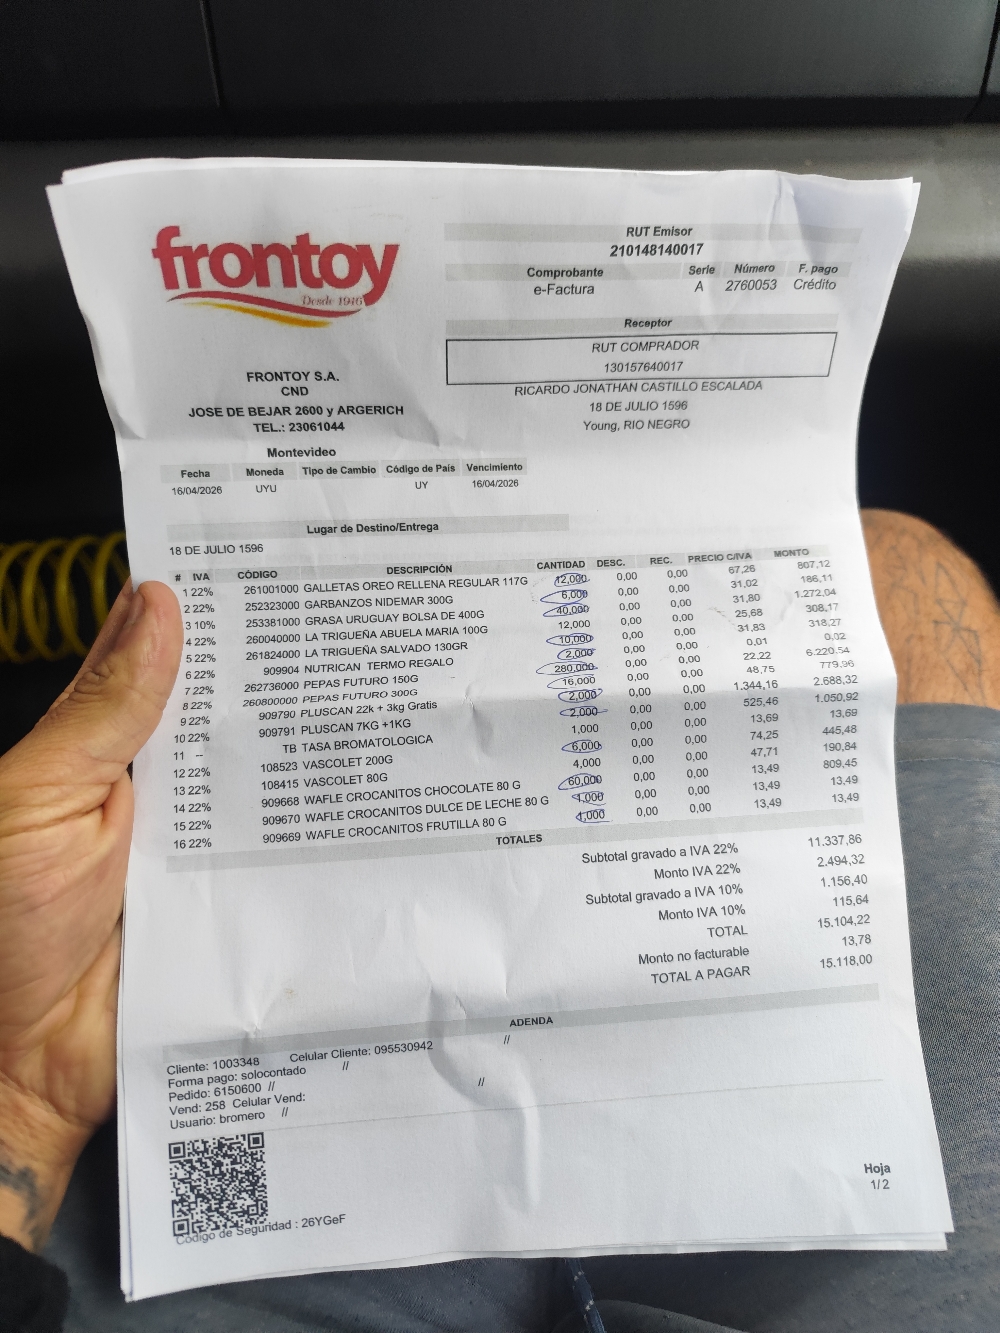 frontoy
Desde 1946
RUT Emisor
210148140017
Comprobante Serie Número F. pago
e-Factura A 2760053 Crédito
Receptor
RUT COMPRADOR
130157640017
RICARDO JONATHAN CASTILLO ESCALADA
18 DE JULIO 1596
Young, RIO NEGRO
FRONTOY S.A.
CND
JOSE DE BEJAR 2600 y ARGERICH
TEL.: 23061044
Montevideo
Fecha Moneda Tipo de Cambio Código de País Vencimiento
16/04/2026 UYU UY 16/04/2026
Lugar de Destino/Entrega
18 DE JULIO 1596
# IVA CÓDIGO DESCRIPCIÓN CANTIDAD DESC. REC. PRECIO C/IVA MONTO
1 22% 261001000 GALLETAS OREO RELLENA REGULAR 117G 12,000 0,00 0,00 67,26 807,12
2 22% 252323000 GARBANZOS NIDEMAR 300G 6,000 0,00 0,00 31,02 186,11
3 10% 253381000 GRASA URUGUAY BOLSA DE 400G 40,000 0,00 0,00 31,80 1.272,04
4 22% 260040000 LA TRIGUEÑA ABUELA MARIA 100G 12,000 0,00 0,00 25,68 308,17
5 22% 261824000 LA TRIGUEÑA SALVADO 130GR 10,000 0,00 0,00 31,83 318,27
6 22% 909904 NUTRICAN TERMO REGALO 2,000 0,00 0,00 0,01 0,02
7 22% 262736000 PEPAS FUTURO 150G 280,000 0,00 0,00 22,22 6.220,54
8 22% 260800000 PEPAS FUTURO 300G 16,000 0,00 0,00 48,75 779,96
9 22% 909790 PLUSCAN 22k + 3kg Gratis 2,000 0,00 0,00 1.344,16 2.688,32
10 22% 909791 PLUSCAN 7KG +1KG 2,000 0,00 0,00 525,46 1.050,92
11 -- TB TASA BROMATOLOGICA 1,000 0,00 0,00 13,69 13,69
12 22% 108523 VASCOLET 200G 6,000 0,00 0,00 74,25 445,48
13 22% 108415 VASCOLET 80G 4,000 0,00 0,00 47,71 190,84
14 22% 909668 WAFLE CROCANITOS CHOCOLATE 80 G 60,000 0,00 0,00 13,49 809,45
15 22% 909670 WAFLE CROCANITOS DULCE DE LECHE 80 G 1,000 0,00 0,00 13,49 13,49
16 22% 909669 WAFLE CROCANITOS FRUTILLA 80 G 1,000 0,00 0,00 13,49 13,49
TOTALES
Subtotal gravado a IVA 22% 11.337,86
Monto IVA 22% 2.494,32
Subtotal gravado a IVA 10% 1.156,40
Monto IVA 10% 115,64
TOTAL 15.104,22
Monto no facturable 13,78
TOTAL A PAGAR 15.118,00
ADENDA
Cliente: 1003348 Celular Cliente: 095530942 //
Forma pago: solocontado //
Pedido: 6150600 // //
Vend: 258 Celular Vend:
Usuario: bromero //
Código de Seguridad : 26YGeF
Hoja
1/2